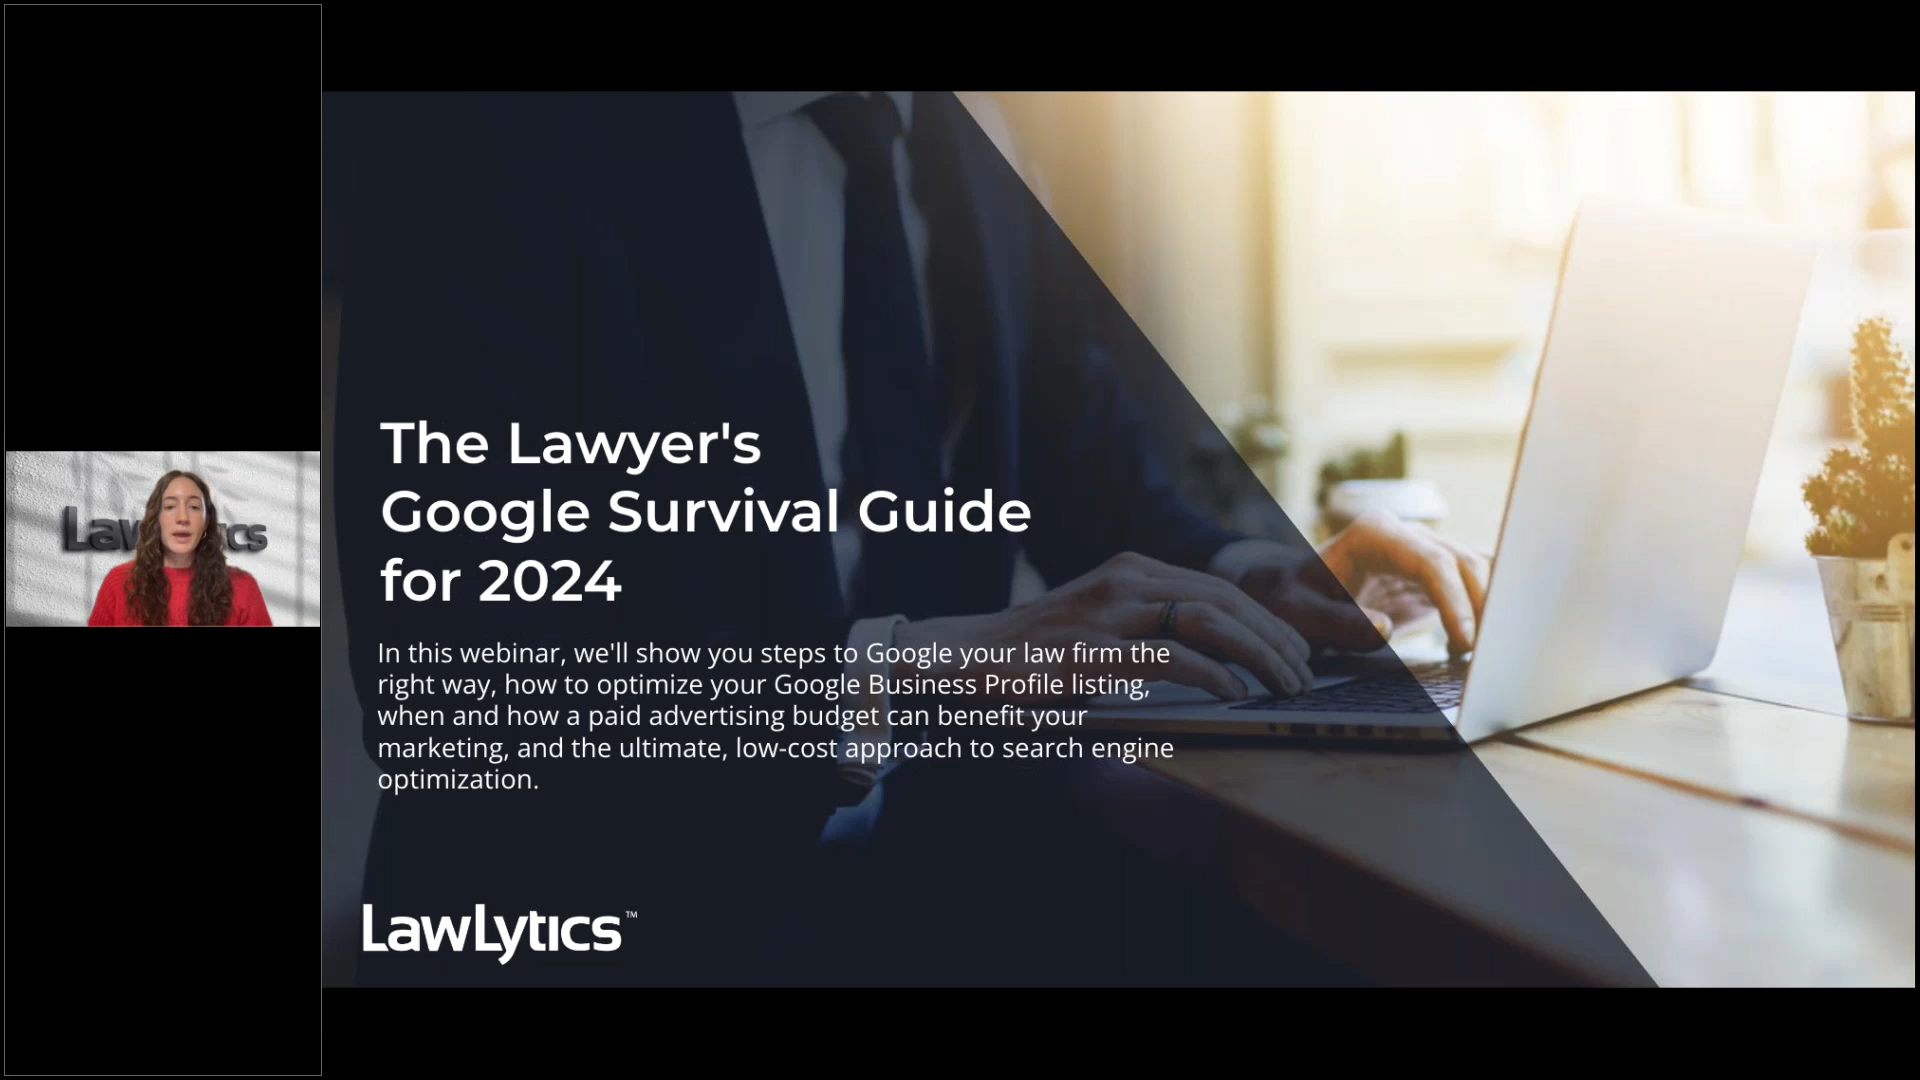 The Lawyer's
Google Survival Guide
for 2024
In this webinar, we'll show you steps to Google your law firm the
right way, how to optimize your Google Business Profile listing,
when and how a paid advertising budget can benefit your
marketing, and the ultimate, low-cost approach to search engine
optimization.
LawLytics™
Law cs